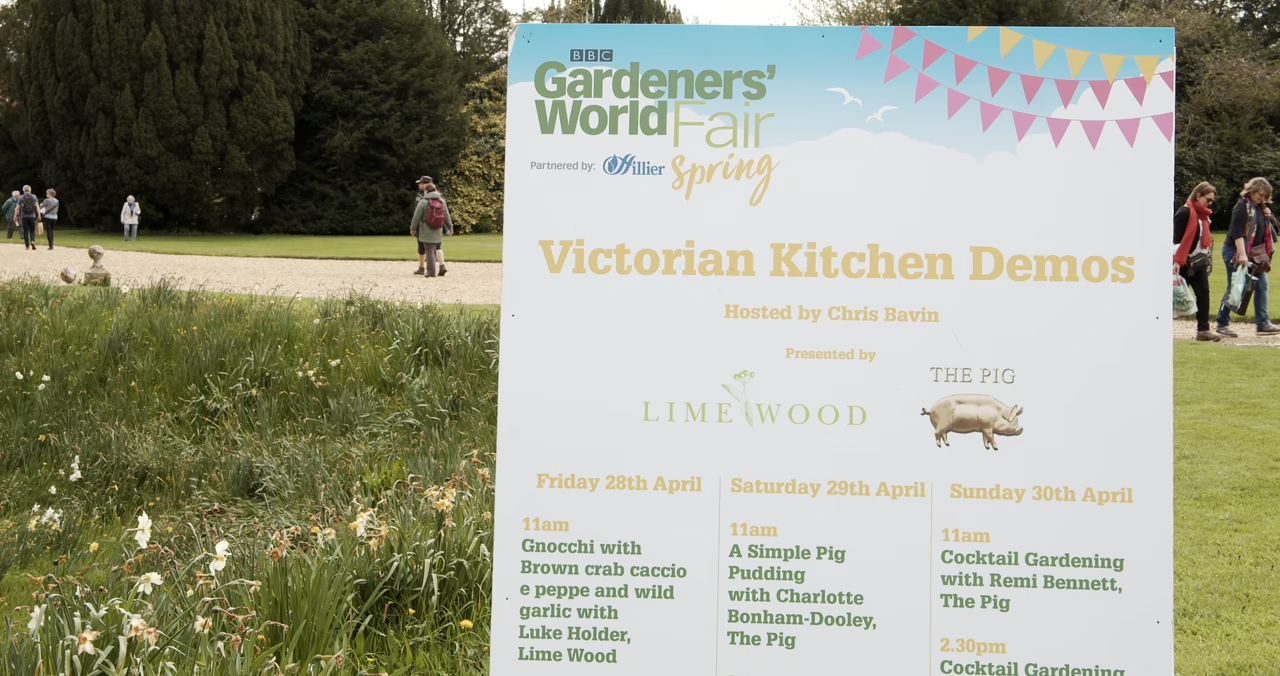 BBC
Gardeners'
World Fair
Partnered by: Hillier Spring
Victorian Kitchen Demos
Hosted by Chris Bavin
Presented by
LIME WOOD
THE PIG
Friday 28th April
11am
Gnocchi with
Brown crab caccio
e peppe and wild
garlic with
Luke Holder,
Lime Wood
Saturday 29th April
11am
A Simple Pig
Pudding
with Charlotte
Bonham-Dooley,
The Pig
Sunday 30th April
11am
Cocktail Gardening
with Remi Bennett,
The Pig
2.30pm
Cocktail Gardening